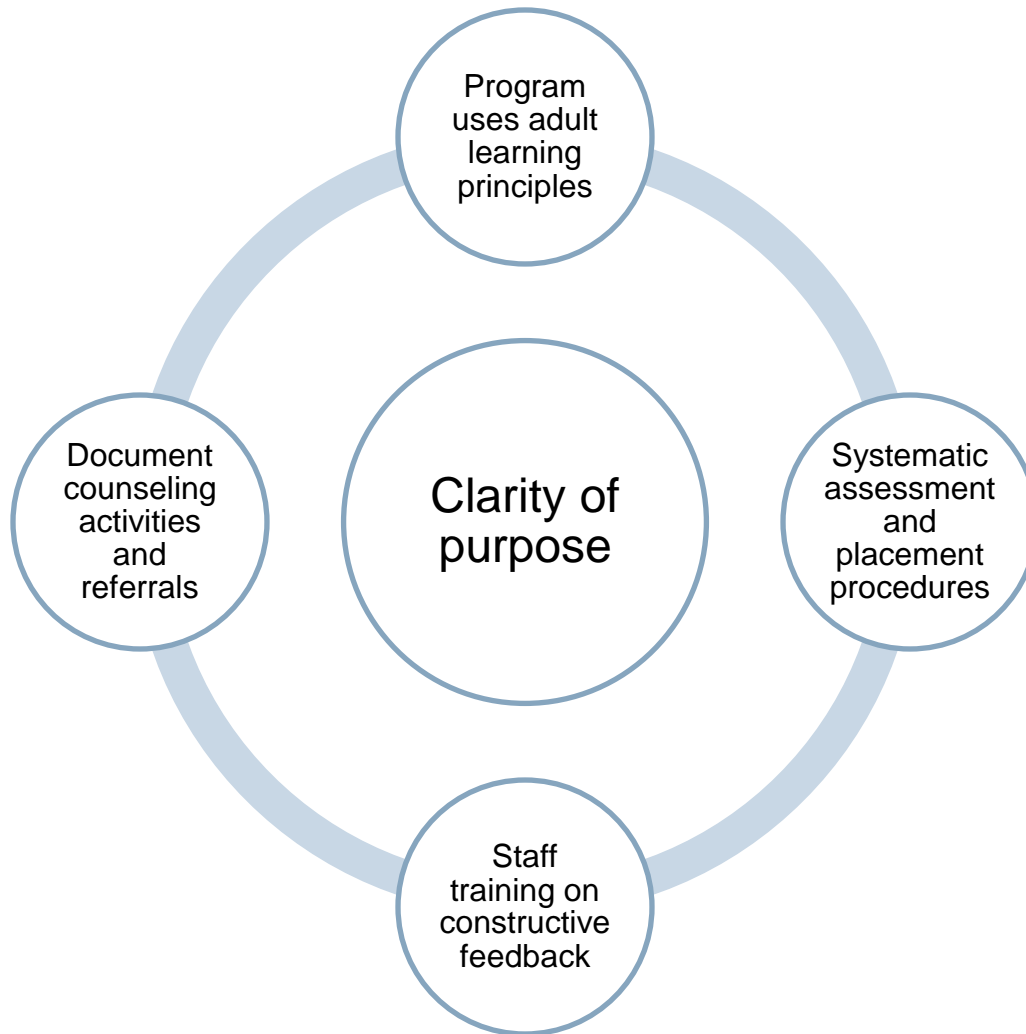 Program
uses adult
learning
principles
Document
counseling
activities
and
referrals
Clarity of
purpose
Systematic
assessment
and
placement
procedures
Staff
training on
constructive
feedback